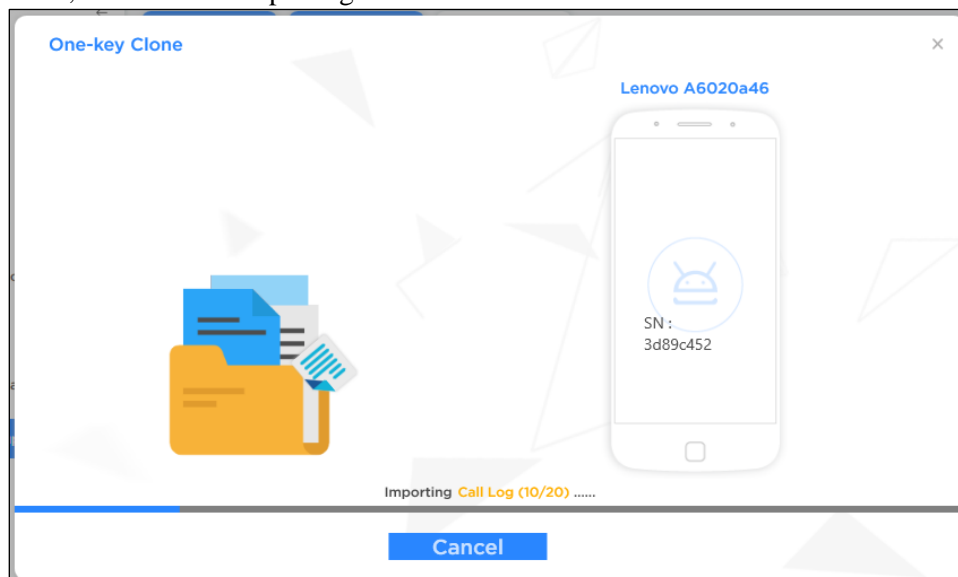 One-key Clone
×
Lenovo A6020a46
SN :
3d89c452
Importing Call Log (10/20) ......
Cancel